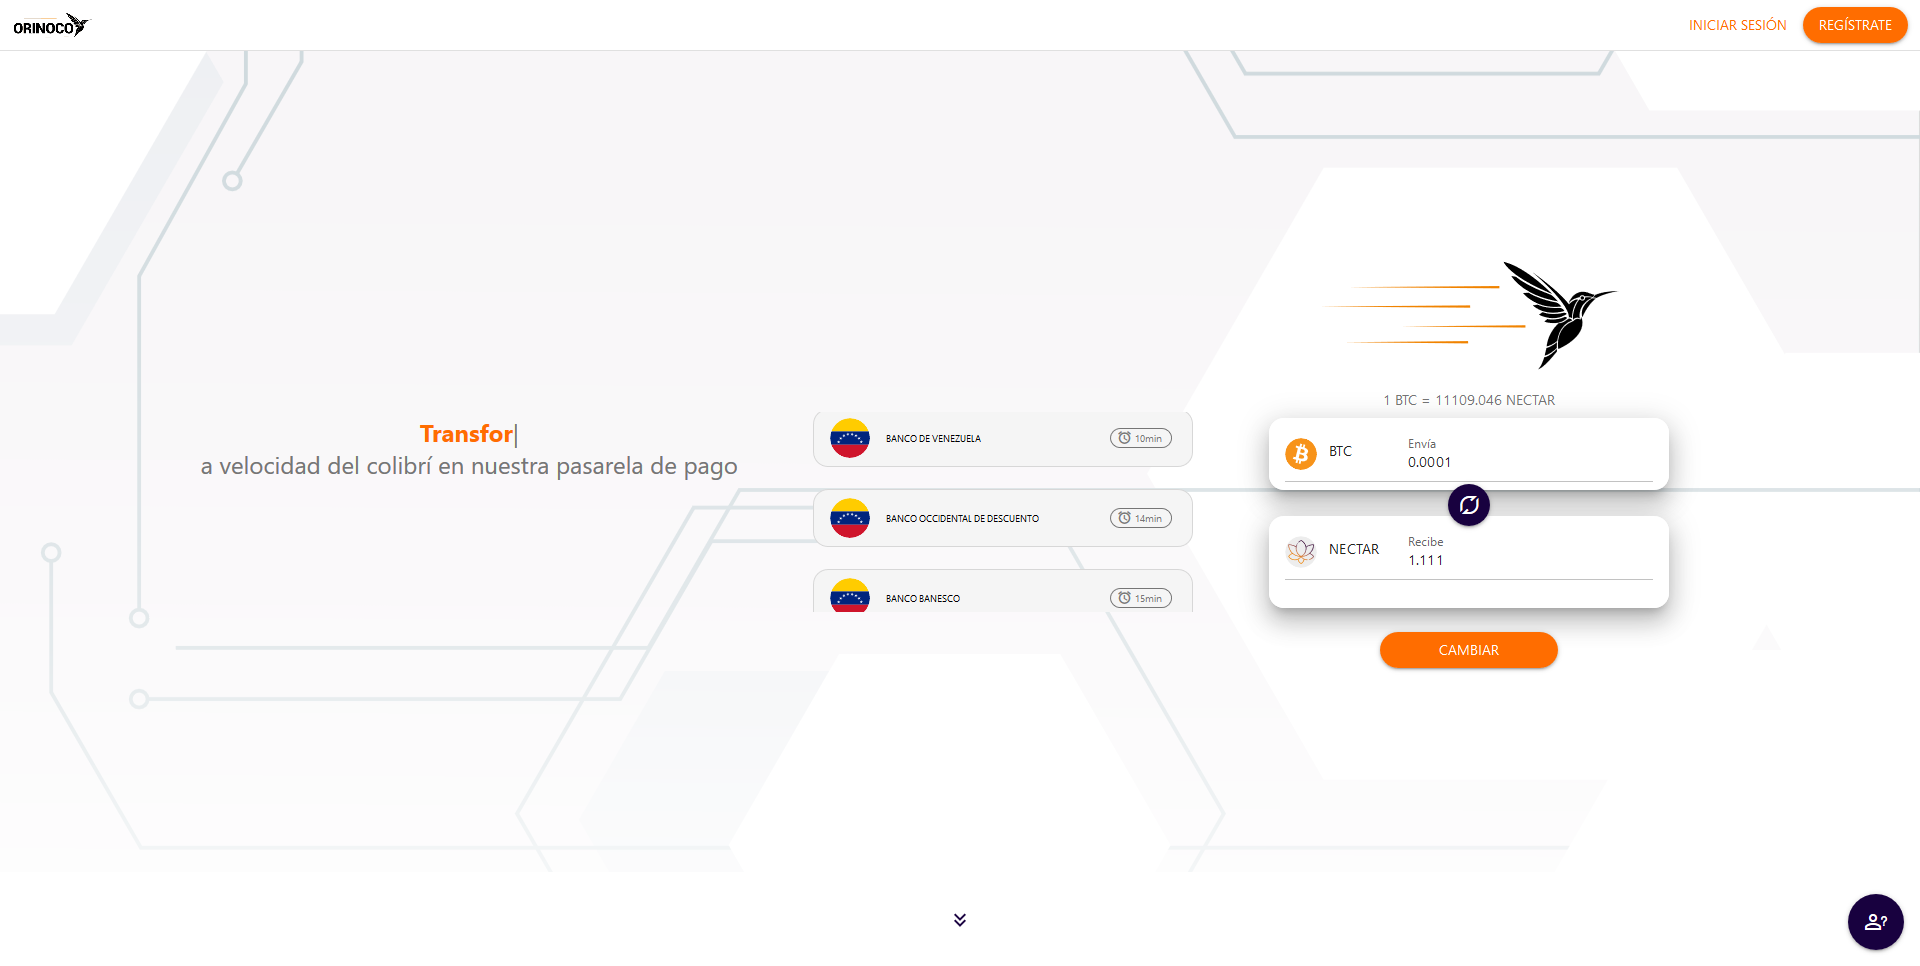 ORINOCO
INICIAR SESIÓN
REGÍSTRATE
Transfor
a velocidad del colibrí en nuestra pasarela de pago
BANCO DE VENEZUELA
10min
BANCO OCCIDENTAL DE DESCUENTO
14min
BANCO BANESCO
15min
1 BTC = 11109.046 NECTAR
BTC
Envía
0.0001
NECTAR
Recibe
1.111
CAMBIAR